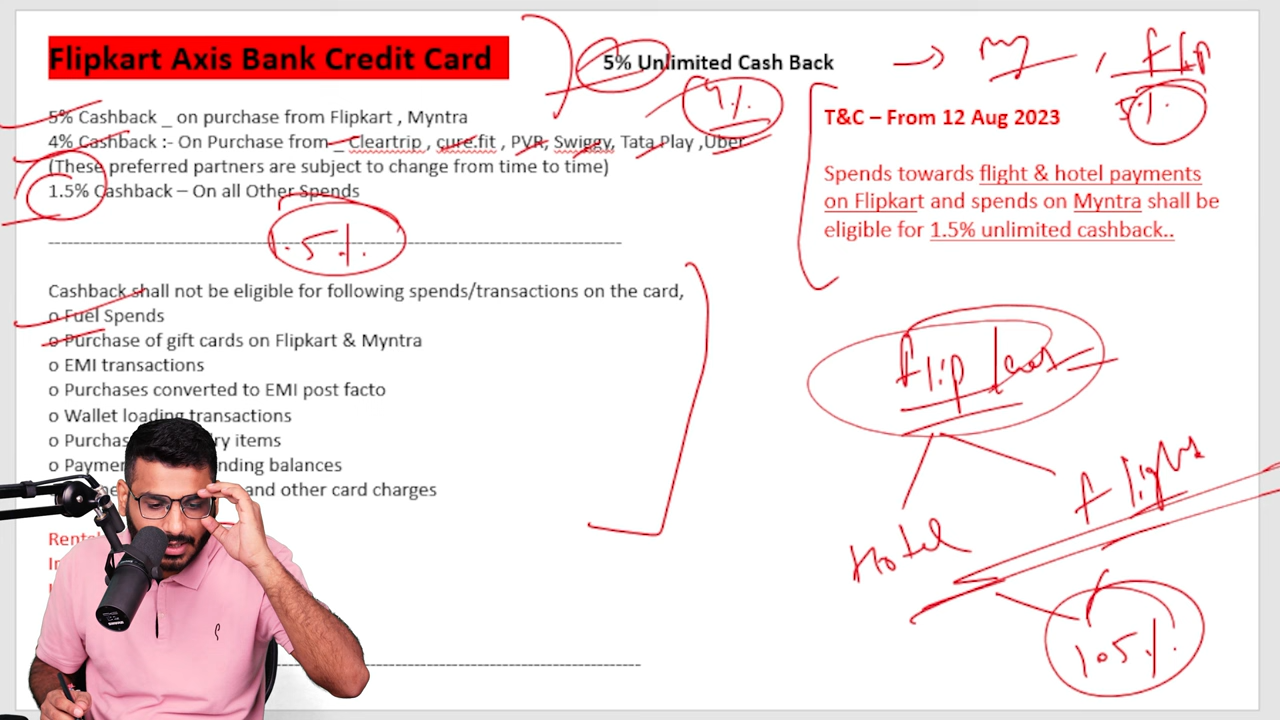 Flipkart Axis Bank Credit Card
5% Unlimited Cash Back
5% Cashback _ on purchase from Flipkart , Myntra
4% Cashback :- On Purchase from _ Cleartrip , cure.fit , PVR, Swiggy, Tata Play ,Uber
(These preferred partners are subject to change from time to time)
1.5% Cashback – On all Other Spends
1.5%
Cashback shall not be eligible for following spends/transactions on the card,
o Fuel Spends
o Purchase of gift cards on Flipkart & Myntra
o EMI transactions
o Purchases converted to EMI post facto
o Wallet loading transactions
o items
o balances
and other card charges
4%
my , flip
5%
T&C – From 12 Aug 2023
Spends towards flight & hotel payments
on Flipkart and spends on Myntra shall be
eligible for 1.5% unlimited cashback..
Hotel
flight
1.5%